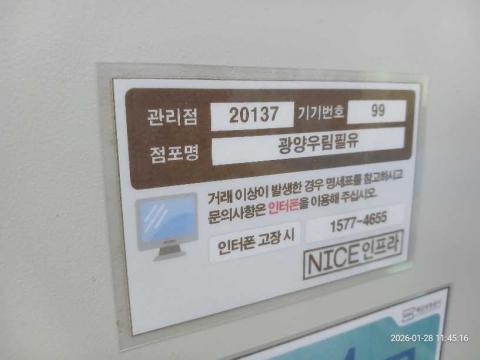 관리점 20137 기기번호 99
점포명 광양우림필유
거래 이상이 발생한 경우 명세표를 참고하시고
문의사항은 인터폰을 이용해 주십시오.
인터폰 고장 시 1577-4655
NICE인프라
2026-01-28 11:45:16